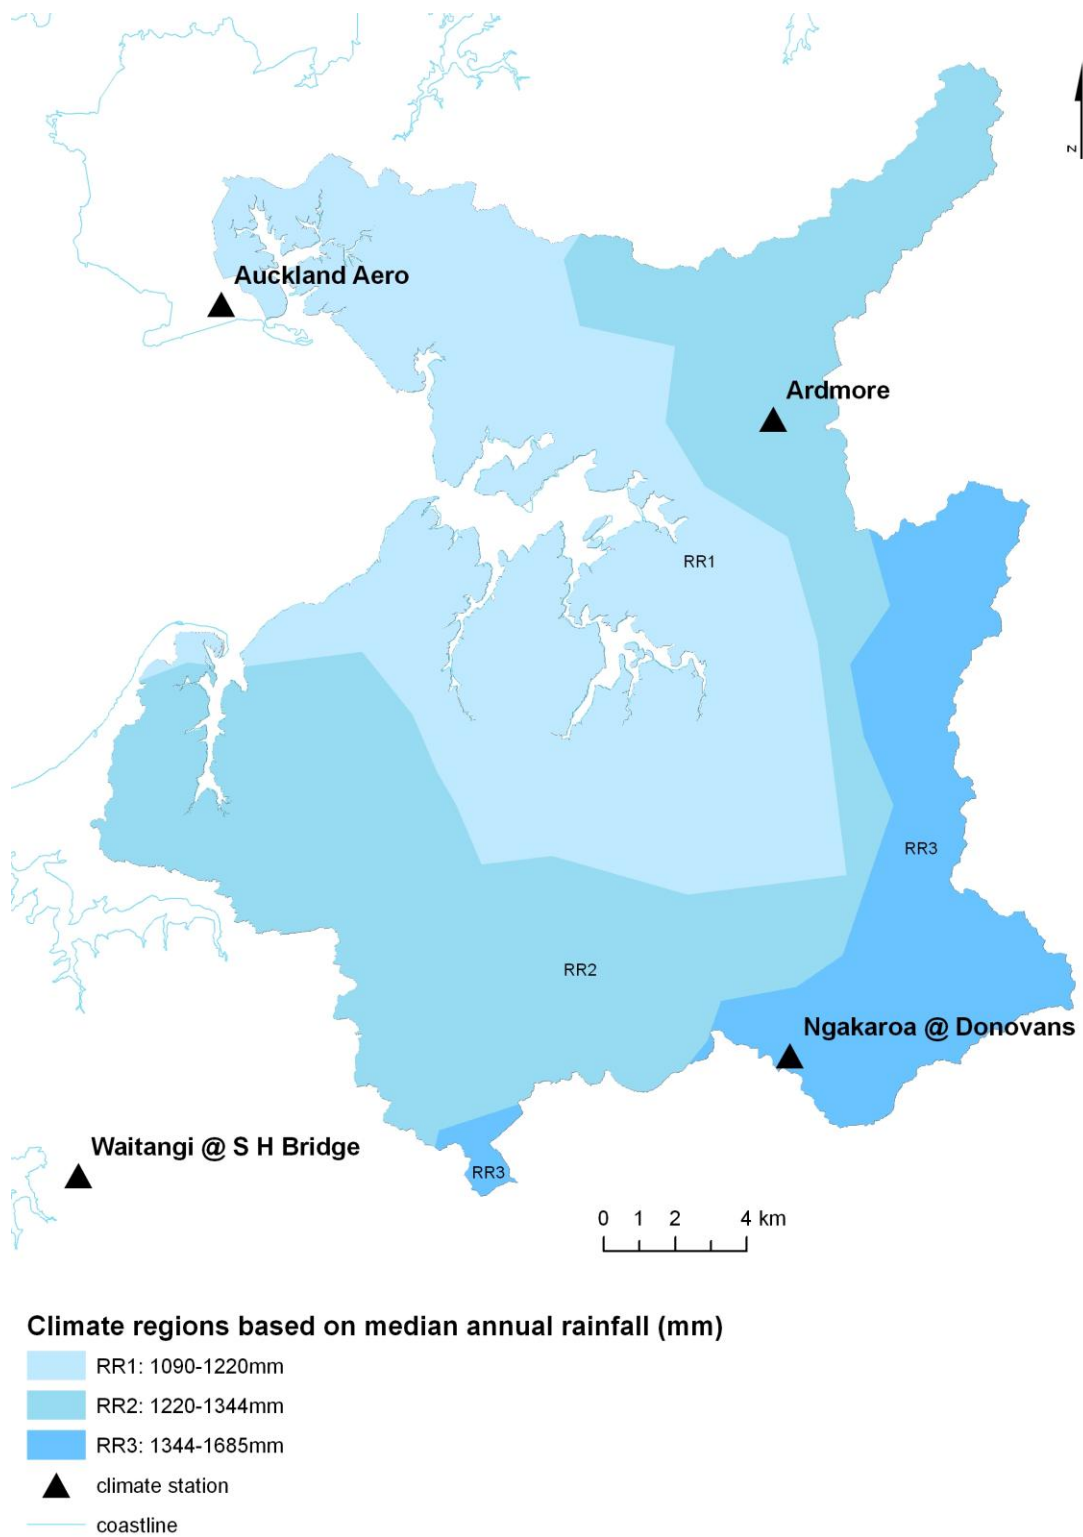 z
Auckland Aero
Ardmore
RR1
RR3
RR2
Ngakaroa @ Donovans
Waitangi @ S H Bridge
RR3
0 1 2 4 km
Climate regions based on median annual rainfall (mm)
RR1: 1090-1220mm
RR2: 1220-1344mm
RR3: 1344-1685mm
climate station
coastline